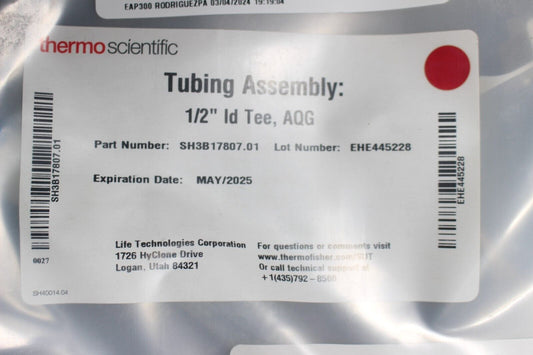 EAP300 RODRIGUEZPA 03/04/2024 19:19:04
thermo scientific
Tubing Assembly:
1/2" Id Tee, AQG
Part Number: SH3B17807.01 Lot Number: EHE445228
Expiration Date: MAY/2025
SH3B17807.01
EHE445228
Life Technologies Corporation
1726 HyClone Drive
Logan, Utah 84321
For questions or comments visit
www.thermofisher.com/SUT
Or call technical support at
+1(435)792-8500
0027
SH40014.04